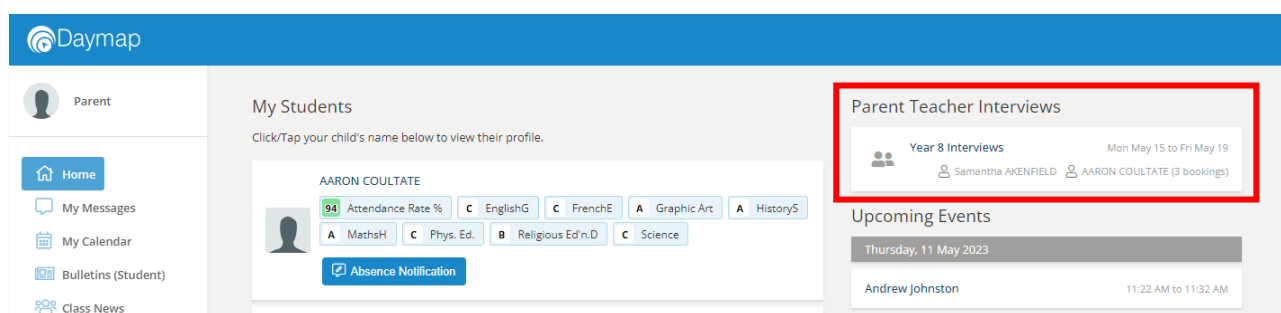 Daymap
Parent
Home
My Messages
My Calendar
Bulletins (Student)
Class News
My Students
Click/Tap your child's name below to view their profile.
AARON COULTATE
94 Attendance Rate % C EnglishG C FrenchE A Graphic Art A HistoryS
A MathsH C Phys. Ed. B Religious Ed'n.D C Science
Absence Notification
Parent Teacher Interviews
Year 8 Interviews Mon May 15 to Fri May 19
Samantha AKENFIELD AARON COULTATE (3 bookings)
Upcoming Events
Thursday, 11 May 2023
Andrew Johnston 11:22 AM to 11:32 AM